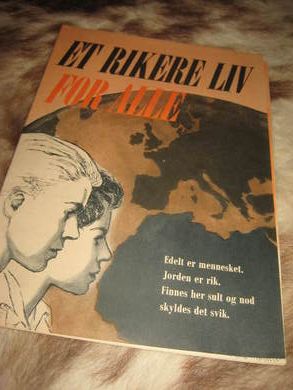 ET RIKERE LIV
FOR ALLE
Edelt er mennesket.
Jorden er rik.
Finnes her sult og nød
skyldes det svik.